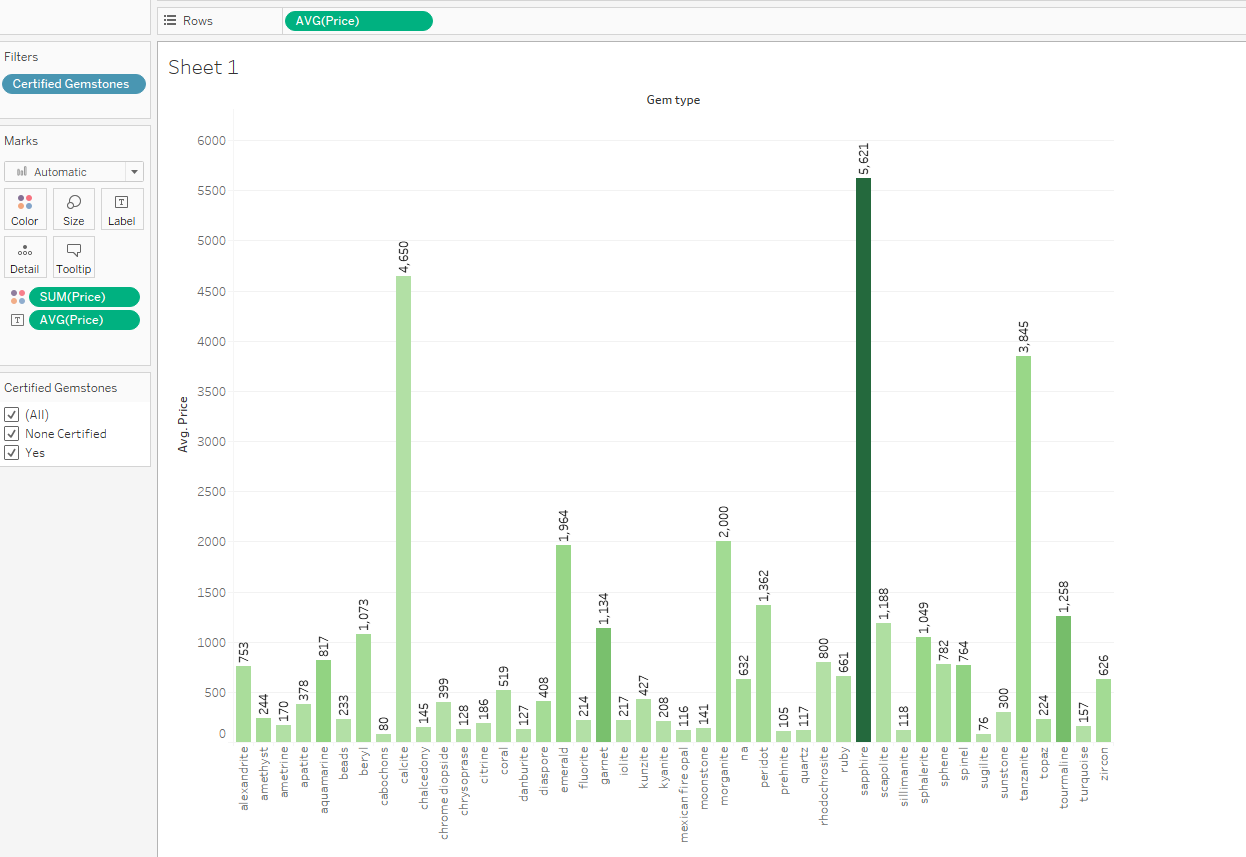 Rows AVG(Price)
Filters
Certified Gemstones
Marks
Automatic
Color Size Label
Detail Tooltip
SUM(Price)
AVG(Price)
Certified Gemstones
(All)
None Certified
Yes
Sheet 1
Gem type
Avg. Price
6000
5500
5000
4500
4000
3500
3000
2500
2000
1500
1000
500
0
753
244
170
378
817
233
1,073
80
4,650
145
399
128
186
519
127
408
1,964
214
1,134
217
427
208
116
141
2,000
632
1,362
105
117
800
661
5,621
1,188
118
1,049
782
764
76
300
3,845
224
1,258
157
626
alexandrite
amethyst
ametrine
apatite
aquamarine
beads
beryl
cabochons
calcite
chalcedony
chrome diopside
chrysoprase
citrine
coral
danburite
diaspore
emerald
fluorite
garnet
iolite
kunzite
kyanite
mexican fire opal
moonstone
morganite
na
peridot
prehnite
quartz
rhodochrosite
ruby
sapphire
scapolite
sillimanite
sphalerite
sphene
spinel
sugilite
sunstone
tanzanite
topaz
tourmaline
turquoise
zircon